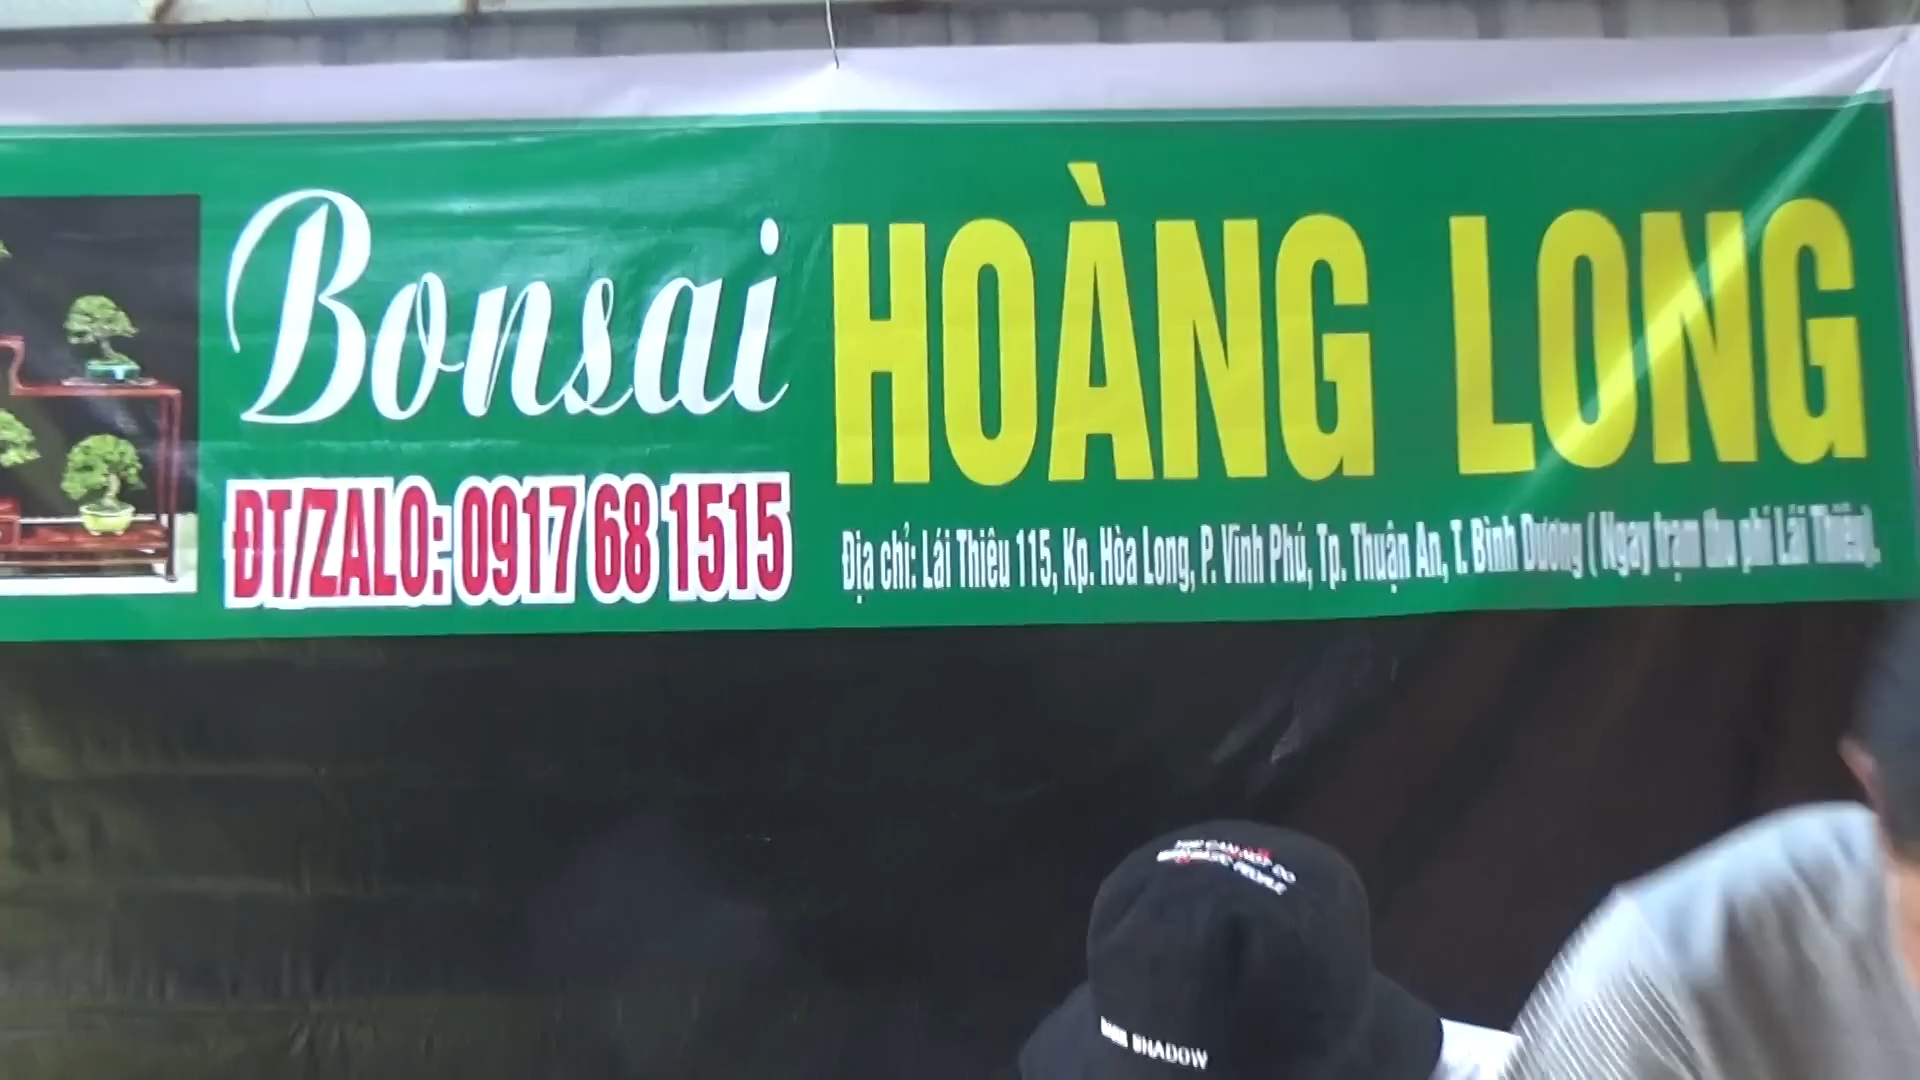 Bonsai HOÀNG LONG
ĐT/ZALO: 0917 68 1515
Địa chỉ: Lái Thiêu 115, Kp. Hòa Long, P. Vĩnh Phú, Tp. Thuận An, T. Bình Dương ( Ngay trạm thu phí Lái Thiêu).
PEOPLE
SHADOW